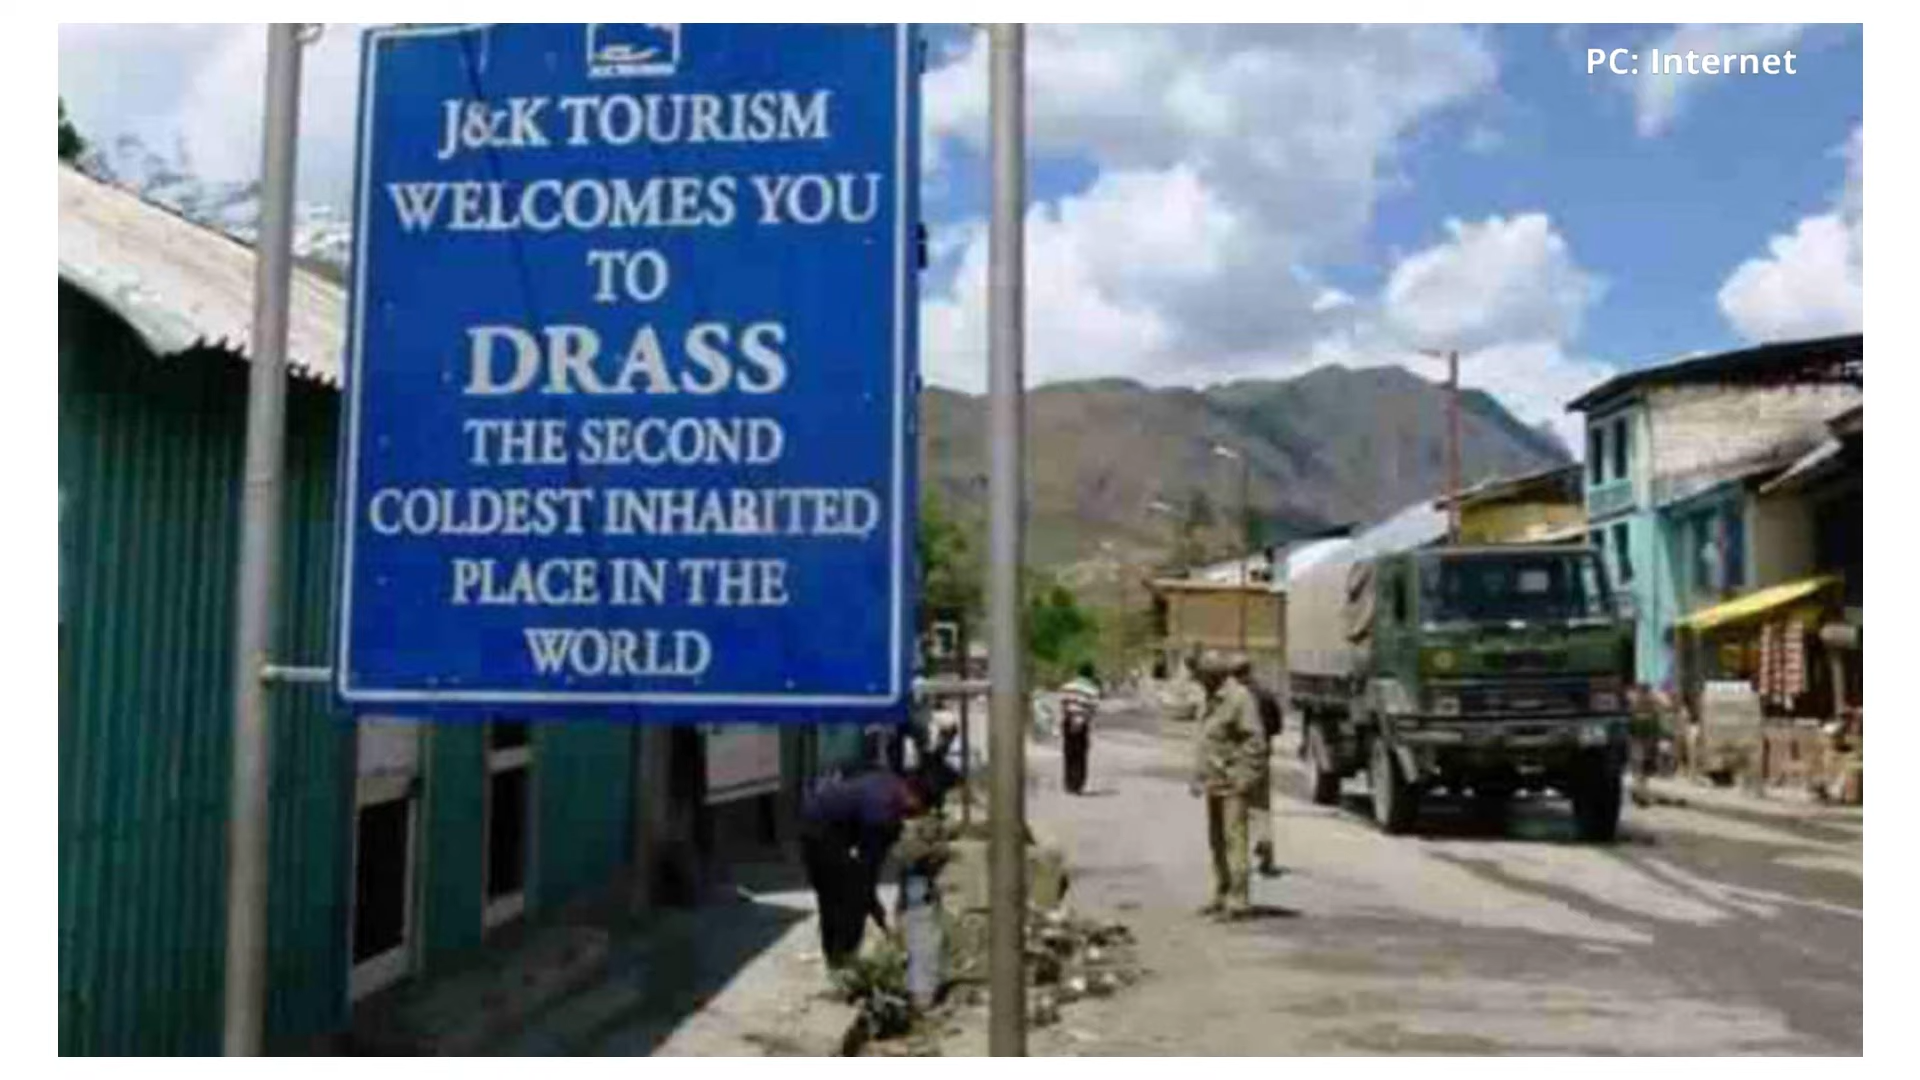 PC: Internet
J&K TOURISM
WELCOMES YOU
TO
DRASS
THE SECOND
COLDEST INHABITED
PLACE IN THE
WORLD